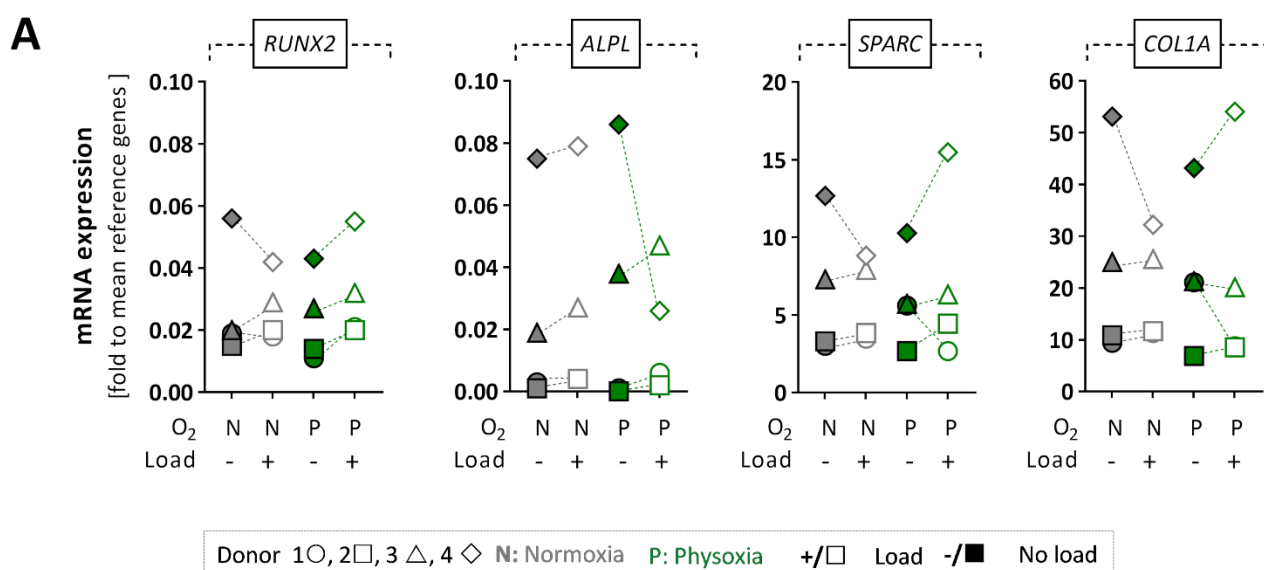 A
RUNX2 ALPL SPARC COL1A
mRNA expression
[fold to mean reference genes ]
0.10 0.10 20 60
50
0.08 0.08
15
40
0.06 0.06
10 30
0.04 0.04
20
5
0.02 0.02
10
0.00 0.00 0 0
O₂ N N P P O₂ N N P P O₂ N N P P O₂ N N P P
Load - + - + Load - + - + Load - + - + Load - + - +
Donor 1○, 2□, 3 △, 4 ◇ N: Normoxia P: Physoxia +/□ Load -/■ No load